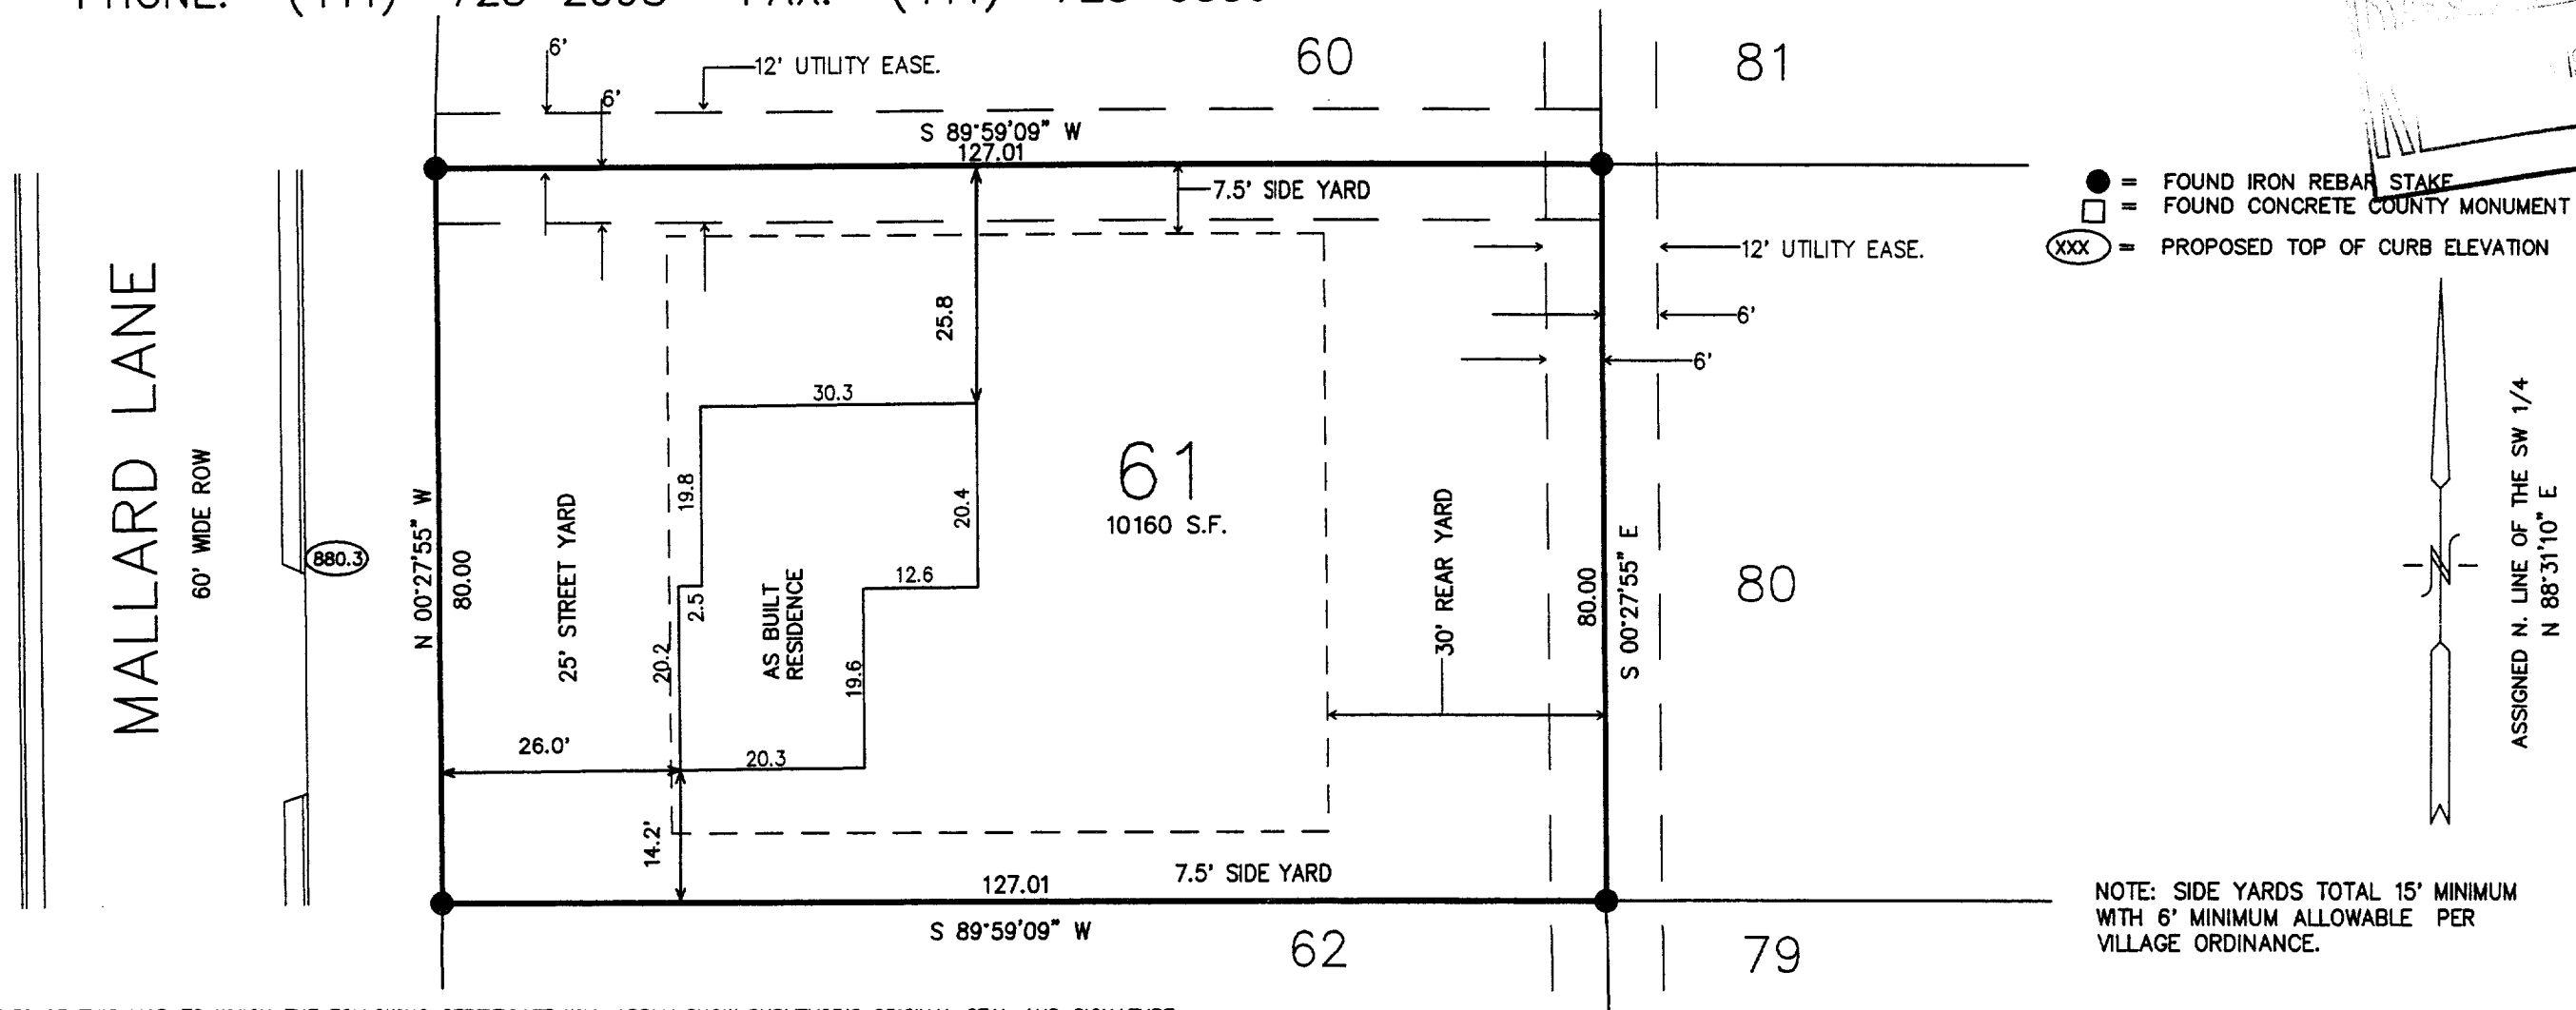 60
81
6'
12' UTILITY EASE.
6'
S 89°59'09" W
127.01
7.5' SIDE YARD
● = FOUND IRON REBAR STAKE
□ = FOUND CONCRETE COUNTY MONUMENT
XXX = PROPOSED TOP OF CURB ELEVATION
12' UTILITY EASE.
6'
6'
25.8
30.3
MALLARD LANE
60' WIDE ROW
880.3
N 00°27'55" W
80.00
25' STREET YARD
19.8
20.4
61
10160 S.F.
30' REAR YARD
80.00
S 00°27'55" E
80
ASSIGNED N. LINE OF THE SW 1/4
N 88°31'10" E
N
2.5
12.6
AS BUILT
RESIDENCE
20.2
19.6
26.0'
20.3
14.2'
7.5' SIDE YARD
127.01
S 89°59'09" W
62
79
NOTE: SIDE YARDS TOTAL 15' MINIMUM
WITH 6' MINIMUM ALLOWABLE PER
VILLAGE ORDINANCE.